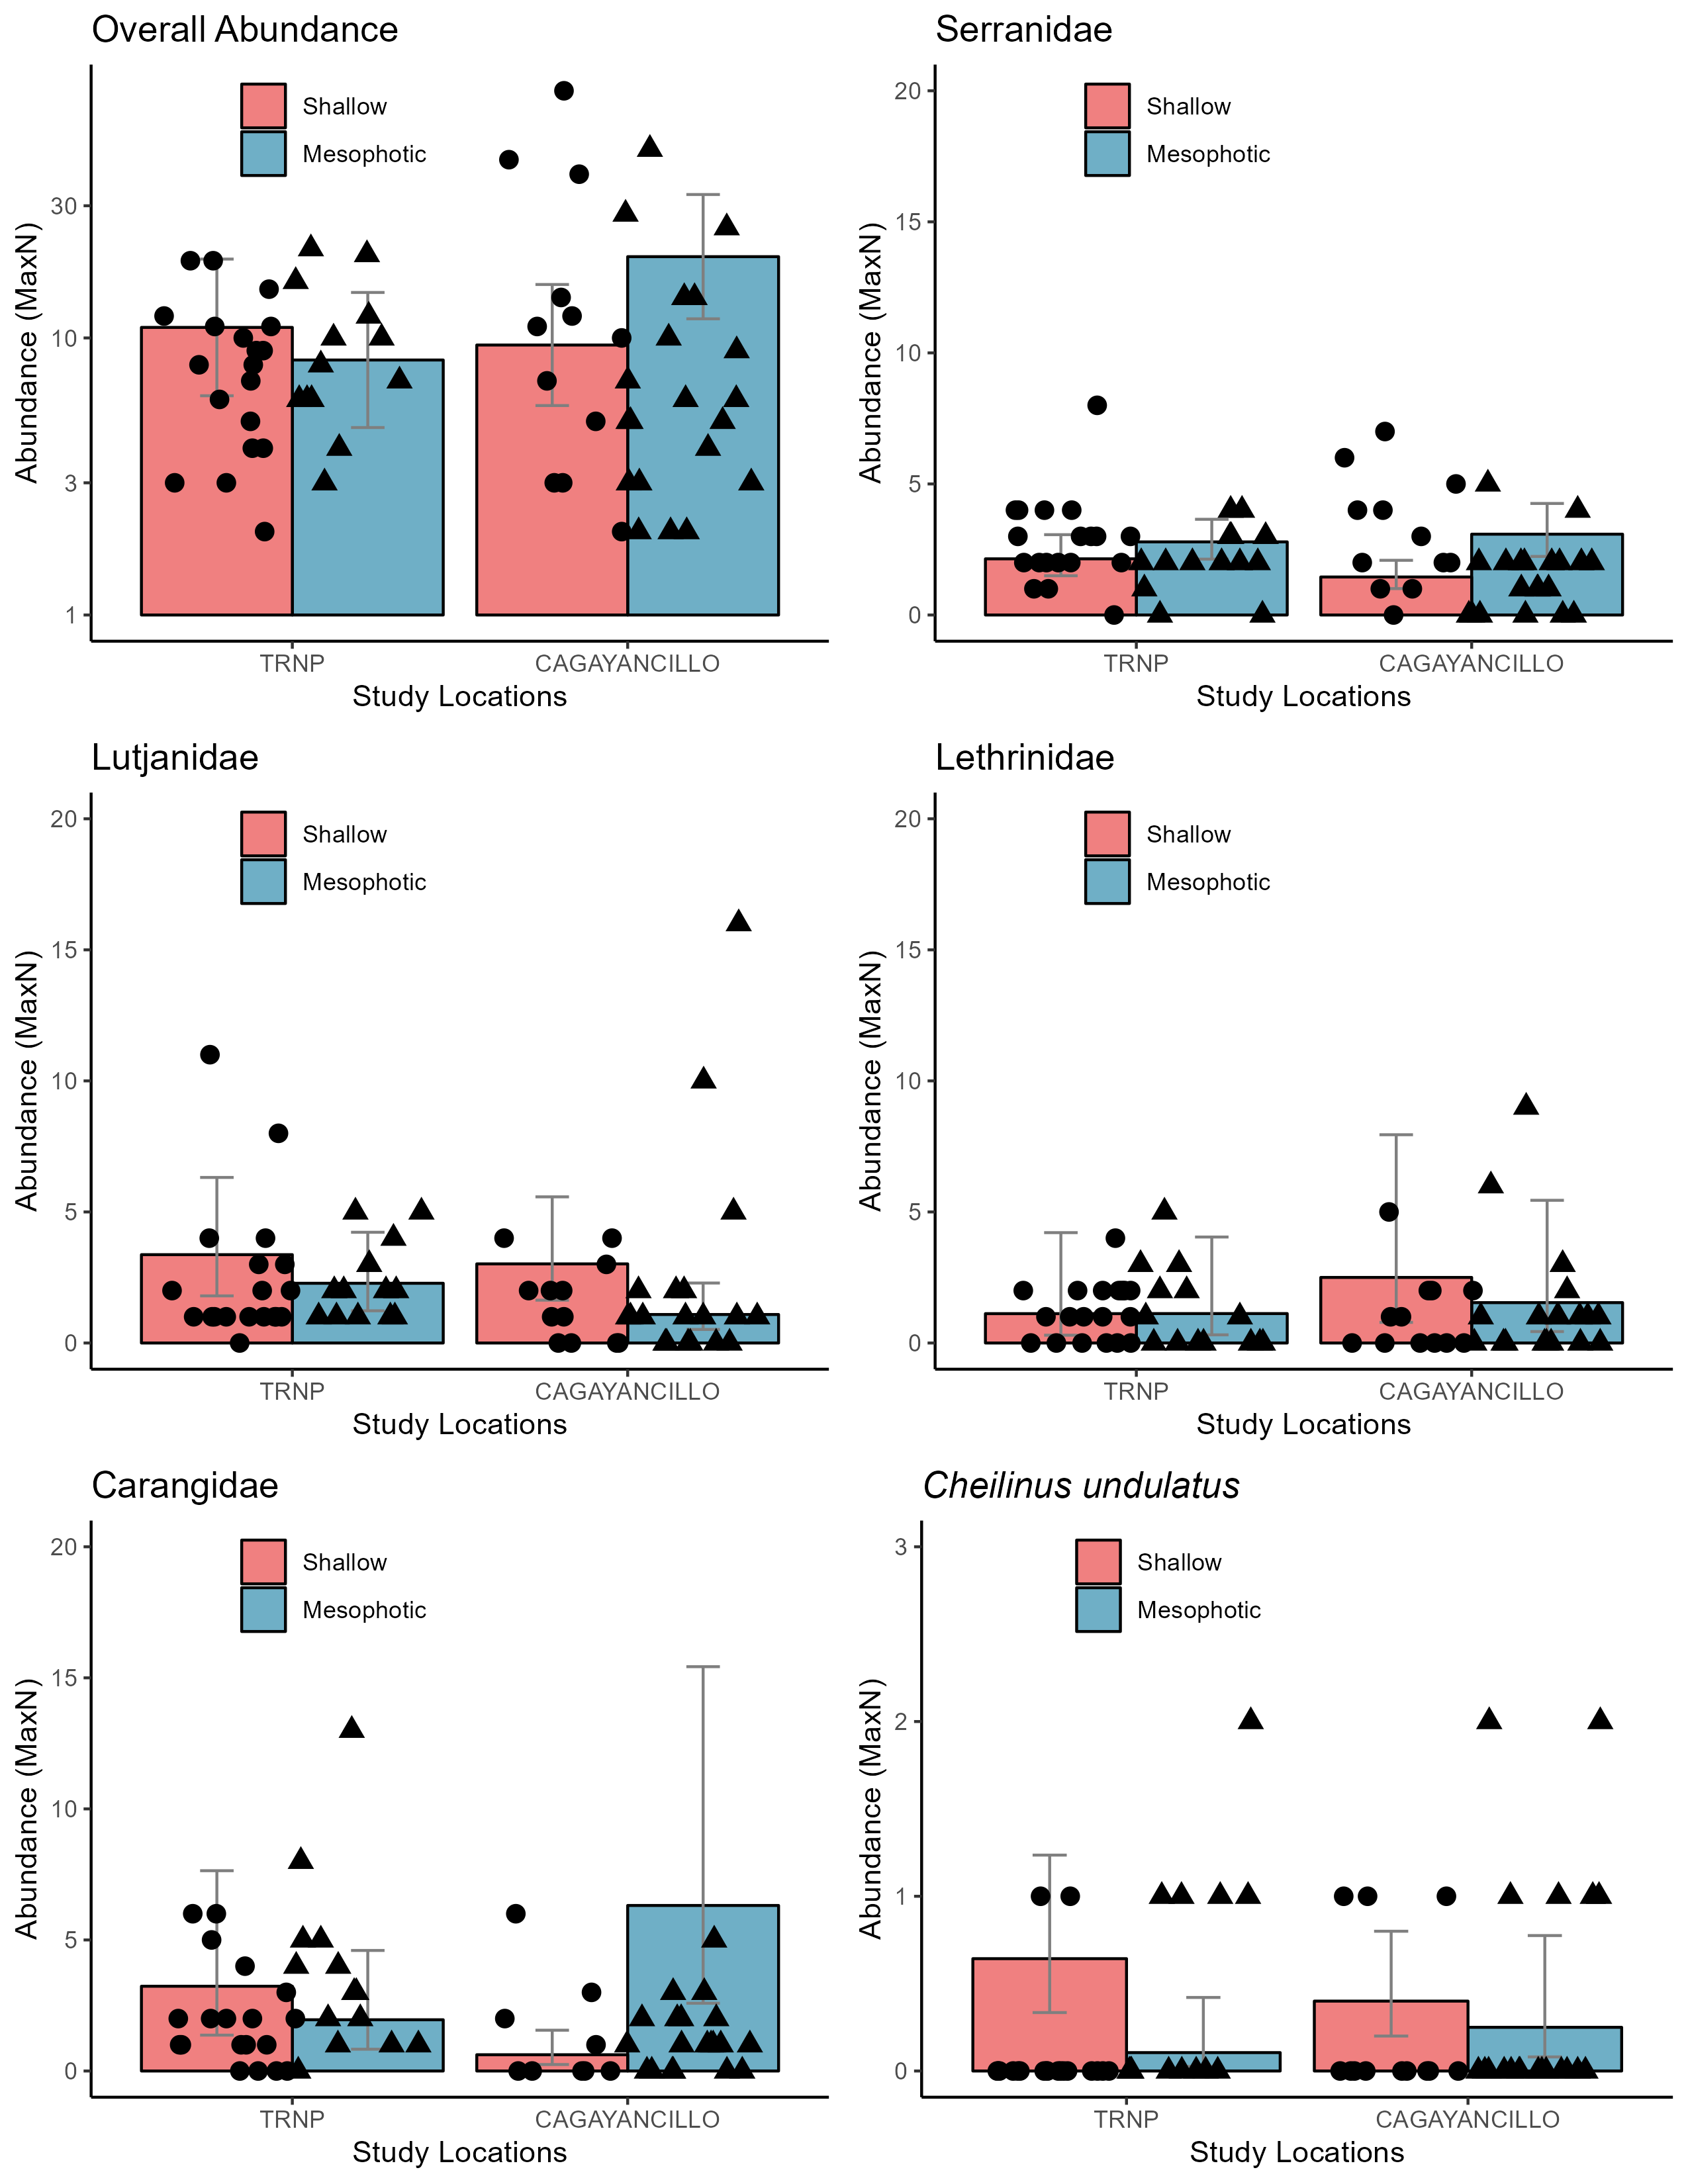 Overall Abundance
Abundance (MaxN)
30
10
3
1
Shallow
Mesophotic
TRNP
CAGAYANCILLO
Study Locations
Serranidae
Abundance (MaxN)
20
15
10
5
0
Shallow
Mesophotic
TRNP
CAGAYANCILLO
Study Locations
Lutjanidae
Abundance (MaxN)
20
15
10
5
0
Shallow
Mesophotic
TRNP
CAGAYANCILLO
Study Locations
Lethrinidae
Abundance (MaxN)
20
15
10
5
0
Shallow
Mesophotic
TRNP
CAGAYANCILLO
Study Locations
Carangidae
Abundance (MaxN)
20
15
10
5
0
Shallow
Mesophotic
TRNP
CAGAYANCILLO
Study Locations
Cheilinus undulatus
Abundance (MaxN)
3
2
1
0
Shallow
Mesophotic
TRNP
CAGAYANCILLO
Study Locations